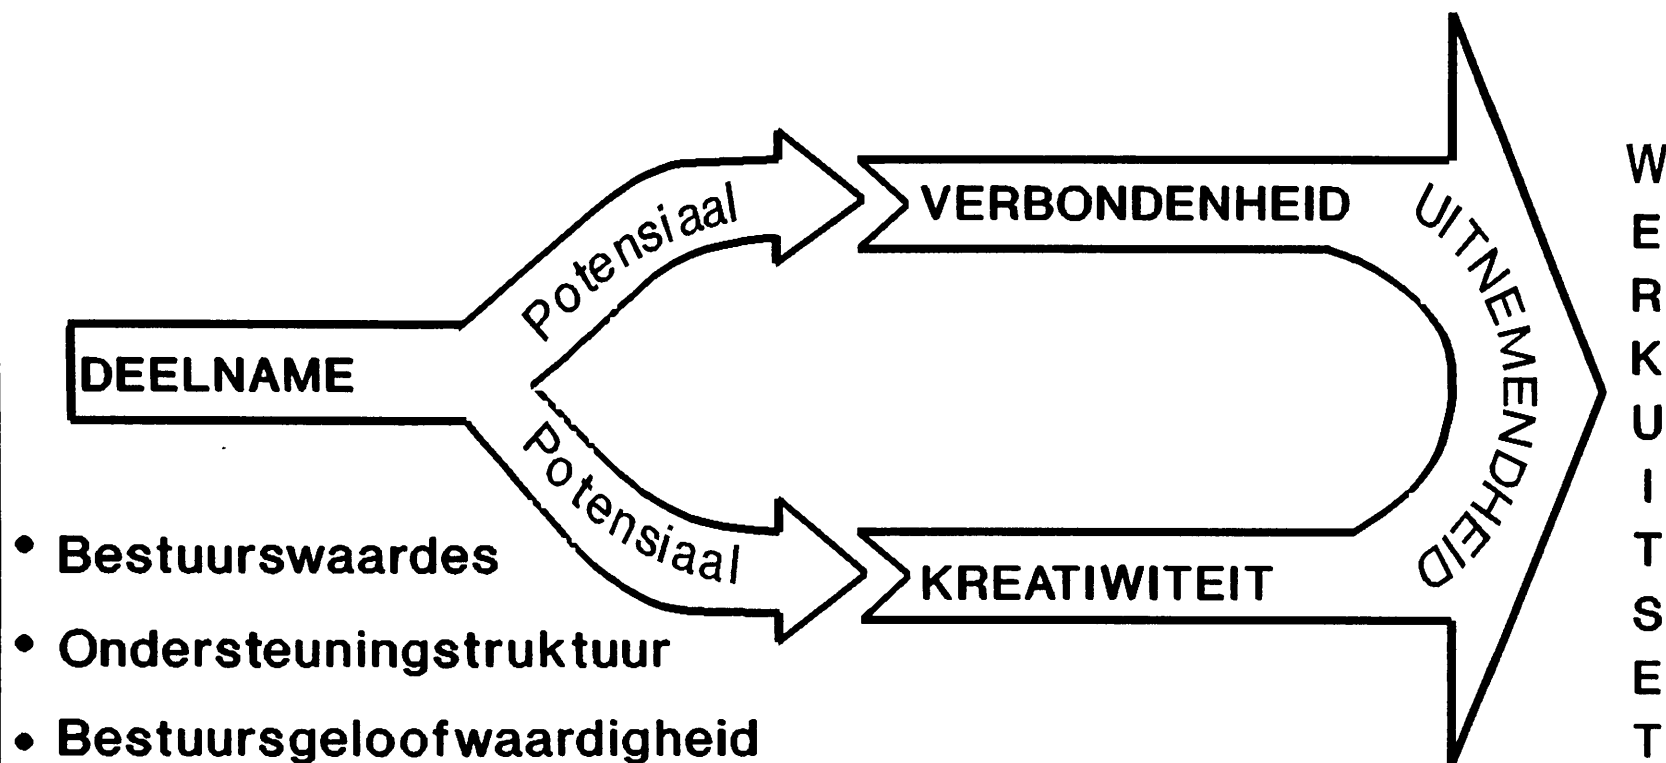 DEELNAME
Potensiaal
Potensiaal
VERBONDENHEID
KREATIWITEIT
UITNEMENDHEID
WERKUITSET
• Bestuurswaardes
• Ondersteuningstruktuur
• Bestuursgeloofwaardigheid